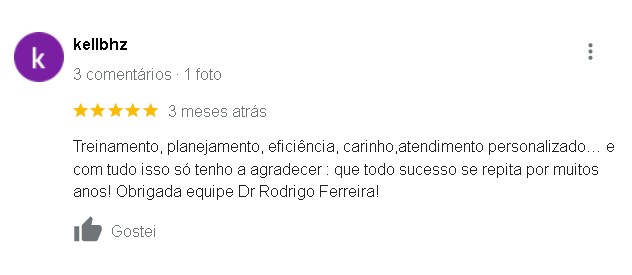 k
kellbhz
3 comentários · 1 foto
3 meses atrás
Treinamento, planejamento, eficiência, carinho,atendimento personalizado… e
com tudo isso só tenho a agradecer : que todo sucesso se repita por muitos
anos! Obrigada equipe Dr Rodrigo Ferreira!
Gostei